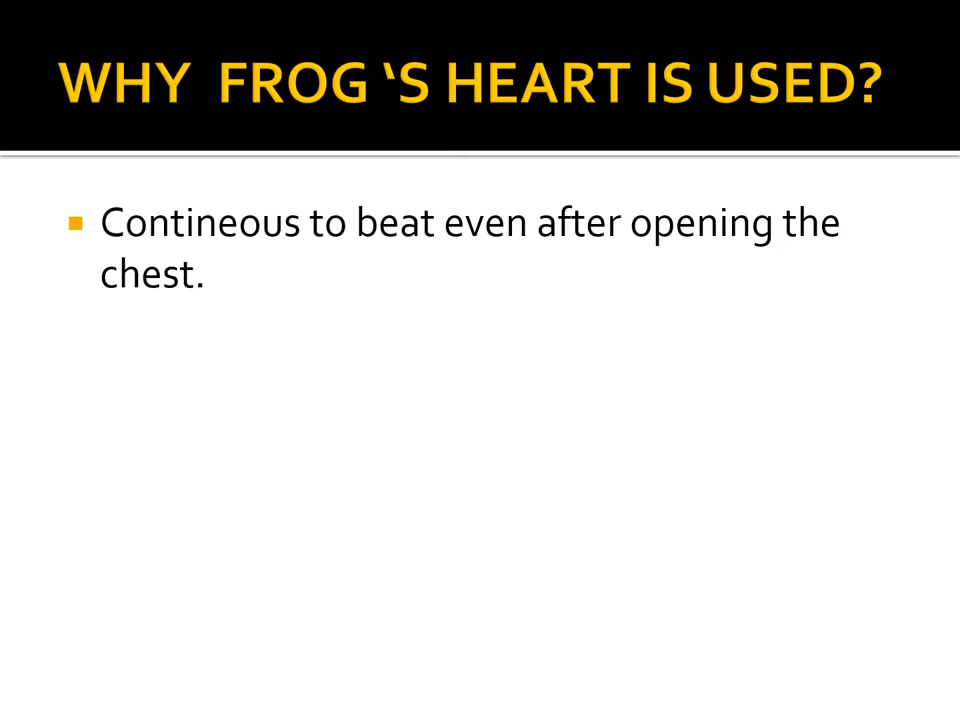 WHY FROG ‘S HEART IS USED?
Contineous to beat even after opening the
chest.